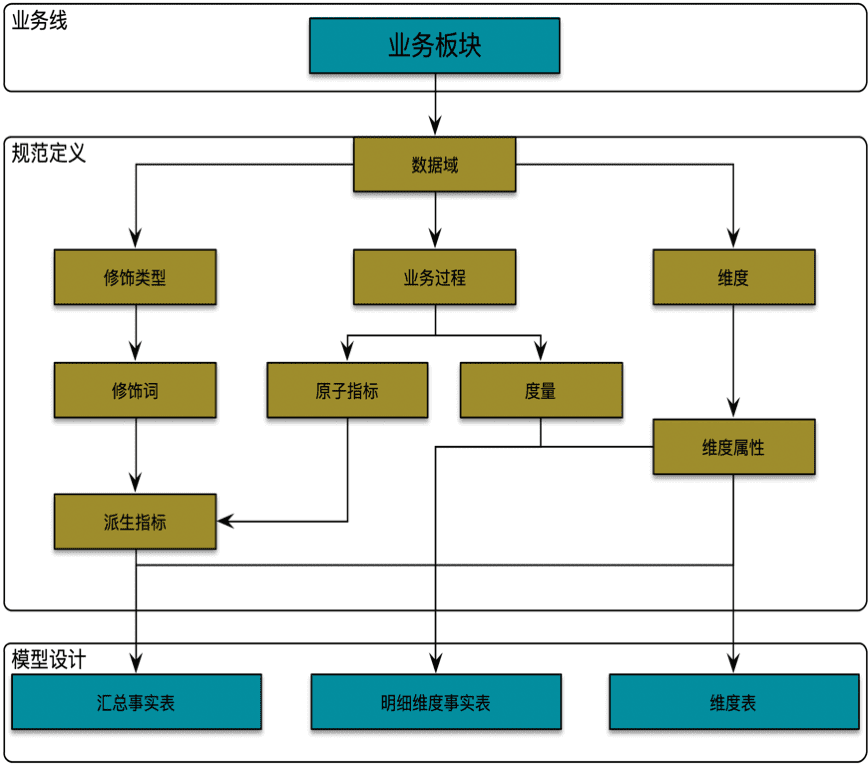 业务线
业务板块
规范定义
数据域
修饰类型
业务过程
维度
修饰词
原子指标
度量
维度属性
派生指标
模型设计
汇总事实表
明细维度事实表
维度表